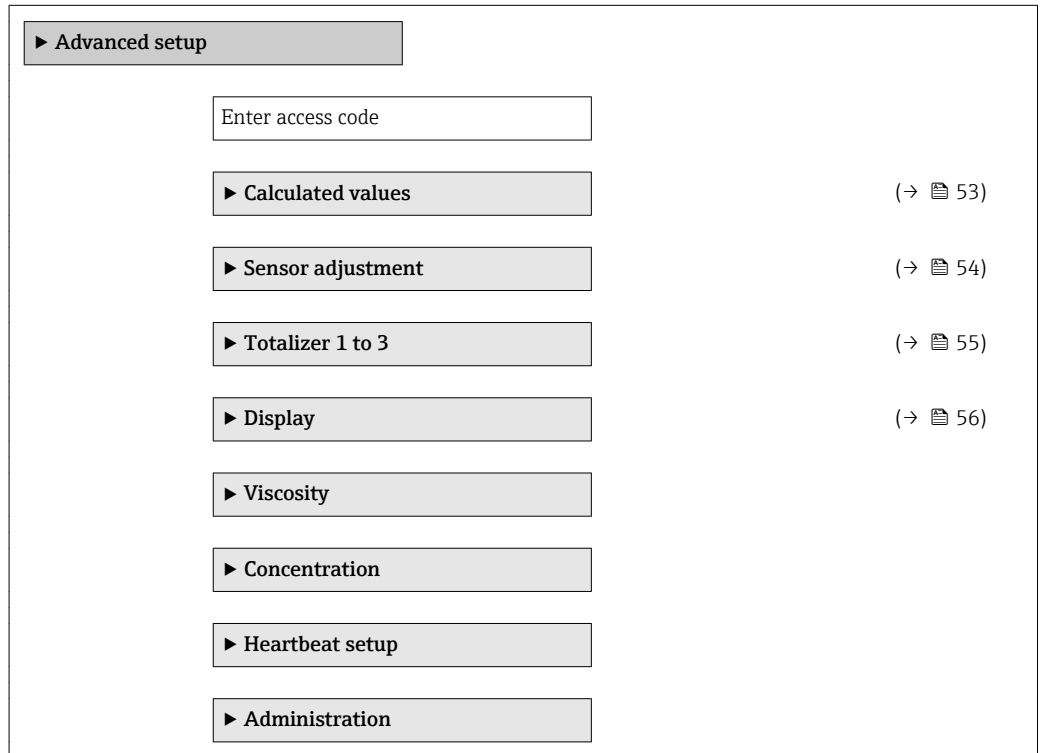 ▶ Advanced setup
Enter access code
▶ Calculated values (→ 53)
▶ Sensor adjustment (→ 54)
▶ Totalizer 1 to 3 (→ 55)
▶ Display (→ 56)
▶ Viscosity
▶ Concentration
▶ Heartbeat setup
▶ Administration